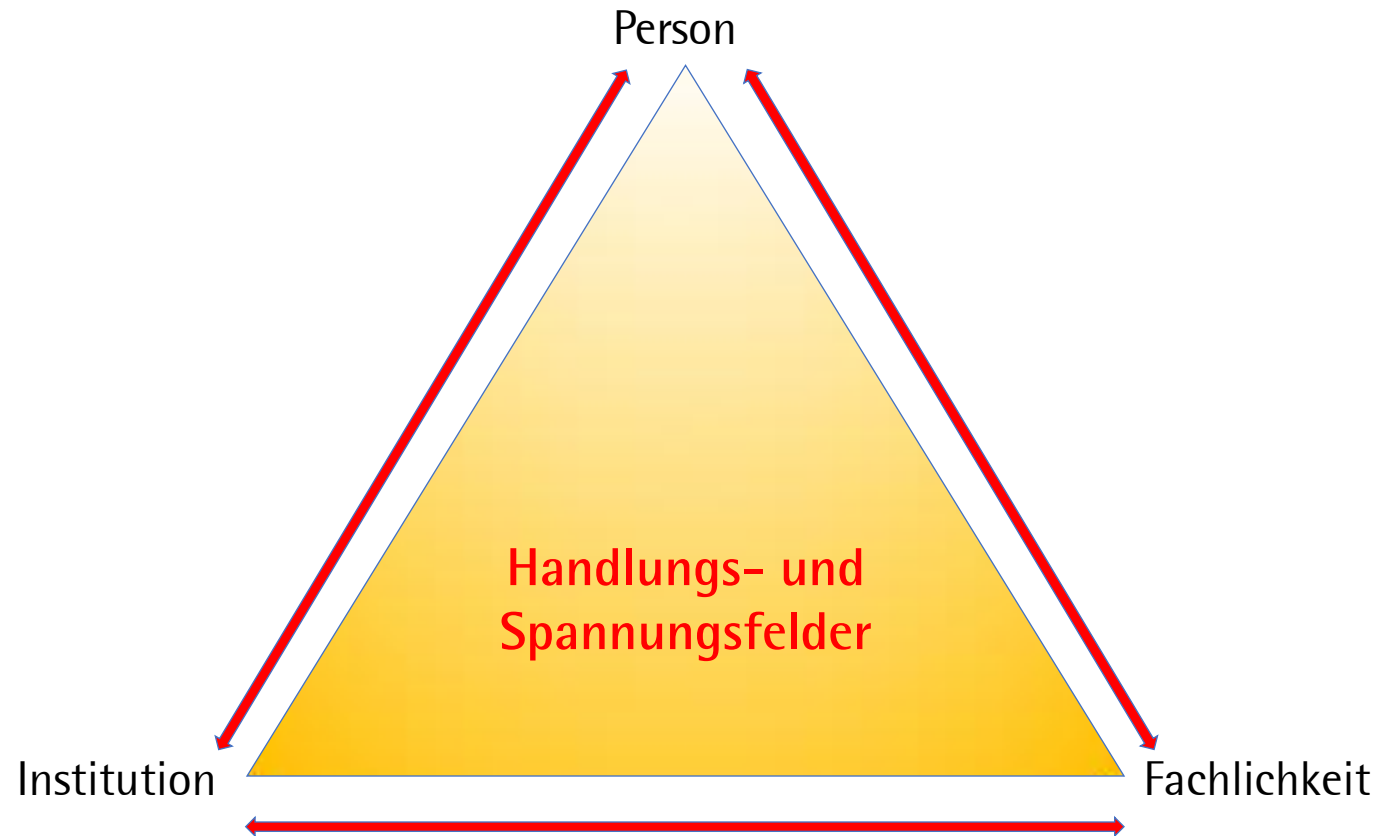 Person
Handlungs- und
Spannungsfelder
Institution
Fachlichkeit